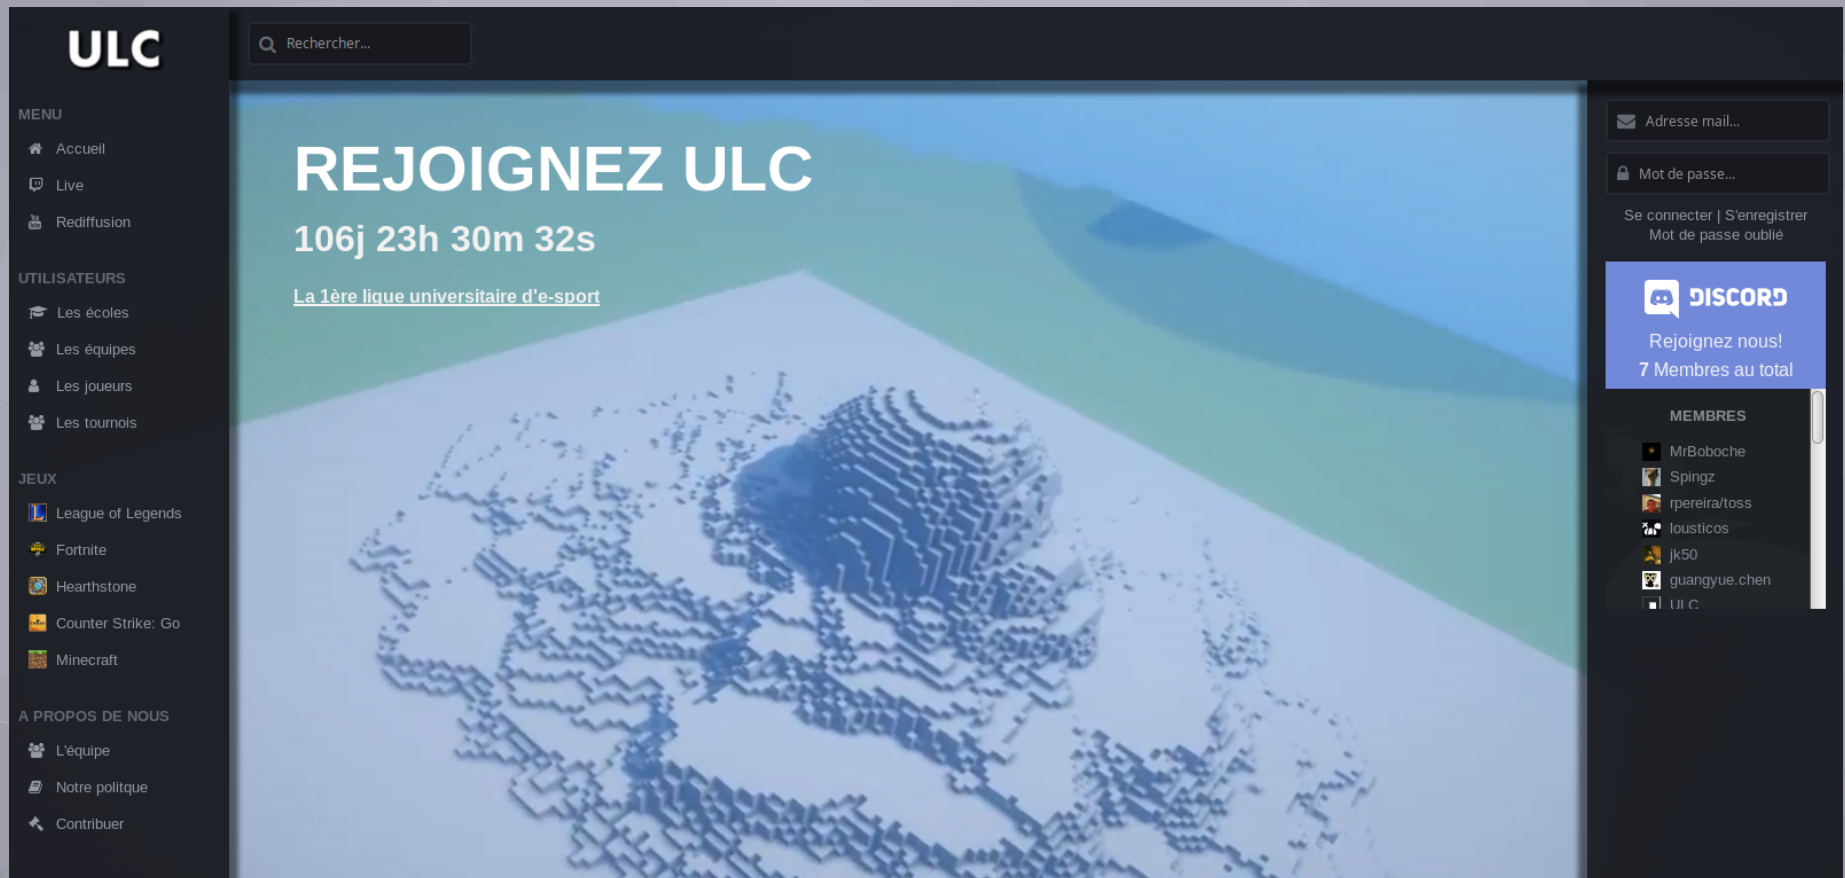 ULC
Rechercher...
MENU
Accueil
Live
Rediffusion
UTILISATEURS
Les écoles
Les équipes
Les joueurs
Les tournois
JEUX
League of Legends
Fortnite
Hearthstone
Counter Strike: Go
Minecraft
A PROPOS DE NOUS
L'équipe
Notre politque
Contribuer
REJOIGNEZ ULC
106j 23h 30m 32s
La 1ère ligue universitaire d'e-sport
Adresse mail...
Mot de passe...
Se connecter | S'enregistrer
Mot de passe oublié
DISCORD
Rejoignez nous!
7 Membres au total
MEMBRES
MrBoboche
Spingz
rpereira/toss
lousticos
jk50
guangyue.chen
ULC